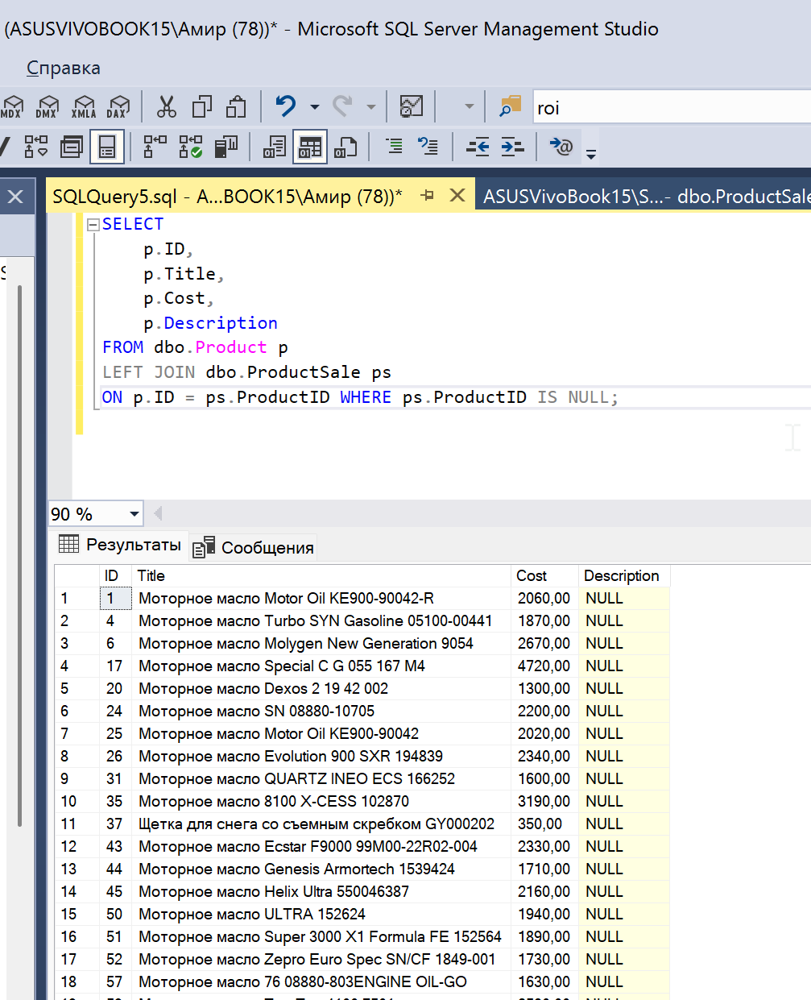 (ASUSVIVOBOOK15\Амир (78))* - Microsoft SQL Server Management Studio
Справка
MDX DMX XMLA DAX
roi
SQLQuery5.sql - A...BOOK15\Амир (78))* ASUSVivoBook15\S...- dbo.ProductSale
SELECT
p.ID,
p.Title,
p.Cost,
p.Description
FROM dbo.Product p
LEFT JOIN dbo.ProductSale ps
ON p.ID = ps.ProductID WHERE ps.ProductID IS NULL;
90 %
Результаты Сообщения
ID Title Cost Description
1 1 Моторное масло Motor Oil KE900-90042-R 2060,00 NULL
2 4 Моторное масло Turbo SYN Gasoline 05100-00441 1870,00 NULL
3 6 Моторное масло Molygen New Generation 9054 2670,00 NULL
4 17 Моторное масло Special C G 055 167 M4 4720,00 NULL
5 20 Моторное масло Dexos 2 19 42 002 1300,00 NULL
6 24 Моторное масло SN 08880-10705 2200,00 NULL
7 25 Моторное масло Motor Oil KE900-90042 2020,00 NULL
8 26 Моторное масло Evolution 900 SXR 194839 2340,00 NULL
9 31 Моторное масло QUARTZ INEO ECS 166252 1600,00 NULL
10 35 Моторное масло 8100 X-CESS 102870 3190,00 NULL
11 37 Щетка для снега со съемным скребком GY000202 350,00 NULL
12 43 Моторное масло Ecstar F9000 99M00-22R02-004 2330,00 NULL
13 44 Моторное масло Genesis Armortech 1539424 1710,00 NULL
14 45 Моторное масло Helix Ultra 550046387 2160,00 NULL
15 50 Моторное масло ULTRA 152624 1940,00 NULL
16 51 Моторное масло Super 3000 X1 Formula FE 152564 1890,00 NULL
17 52 Моторное масло Zepro Euro Spec SN/CF 1849-001 1730,00 NULL
18 57 Моторное масло 76 08880-803ENGINE OIL-GO 1630,00 NULL